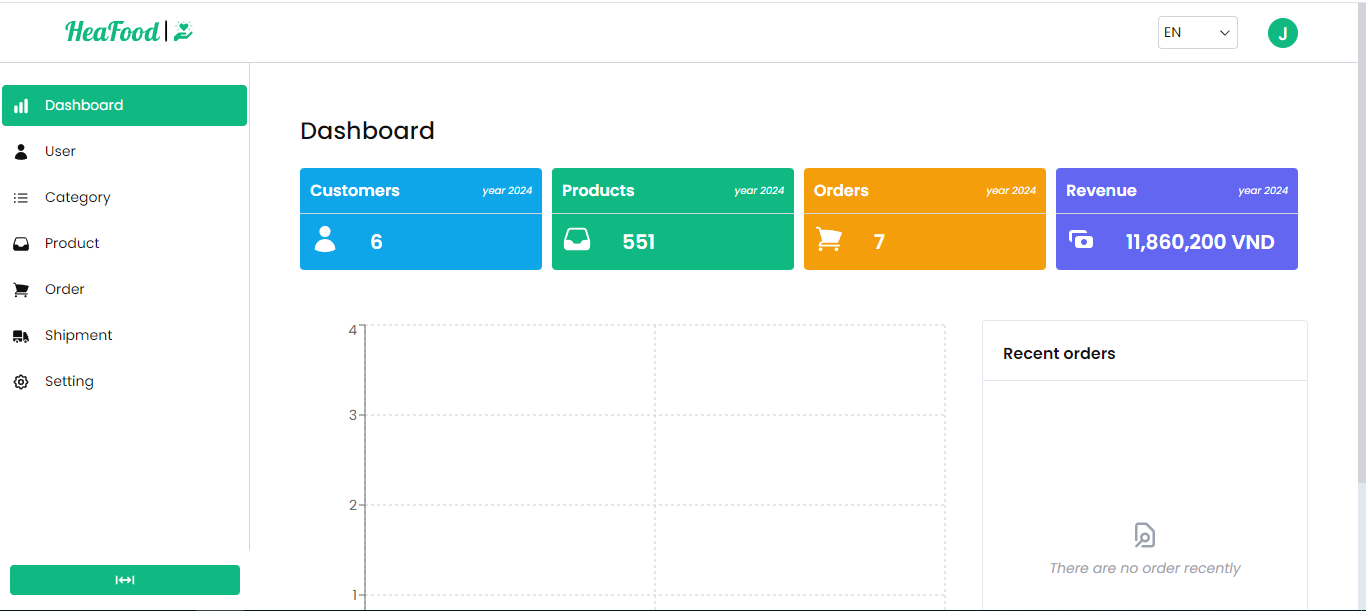 HeaFood
EN
J
Dashboard
User
Category
Product
Order
Shipment
Setting
Dashboard
Customers year 2024
6
Products year 2024
551
Orders year 2024
7
Revenue year 2024
11,860,200 VND
4
3
2
1
Recent orders
There are no order recently